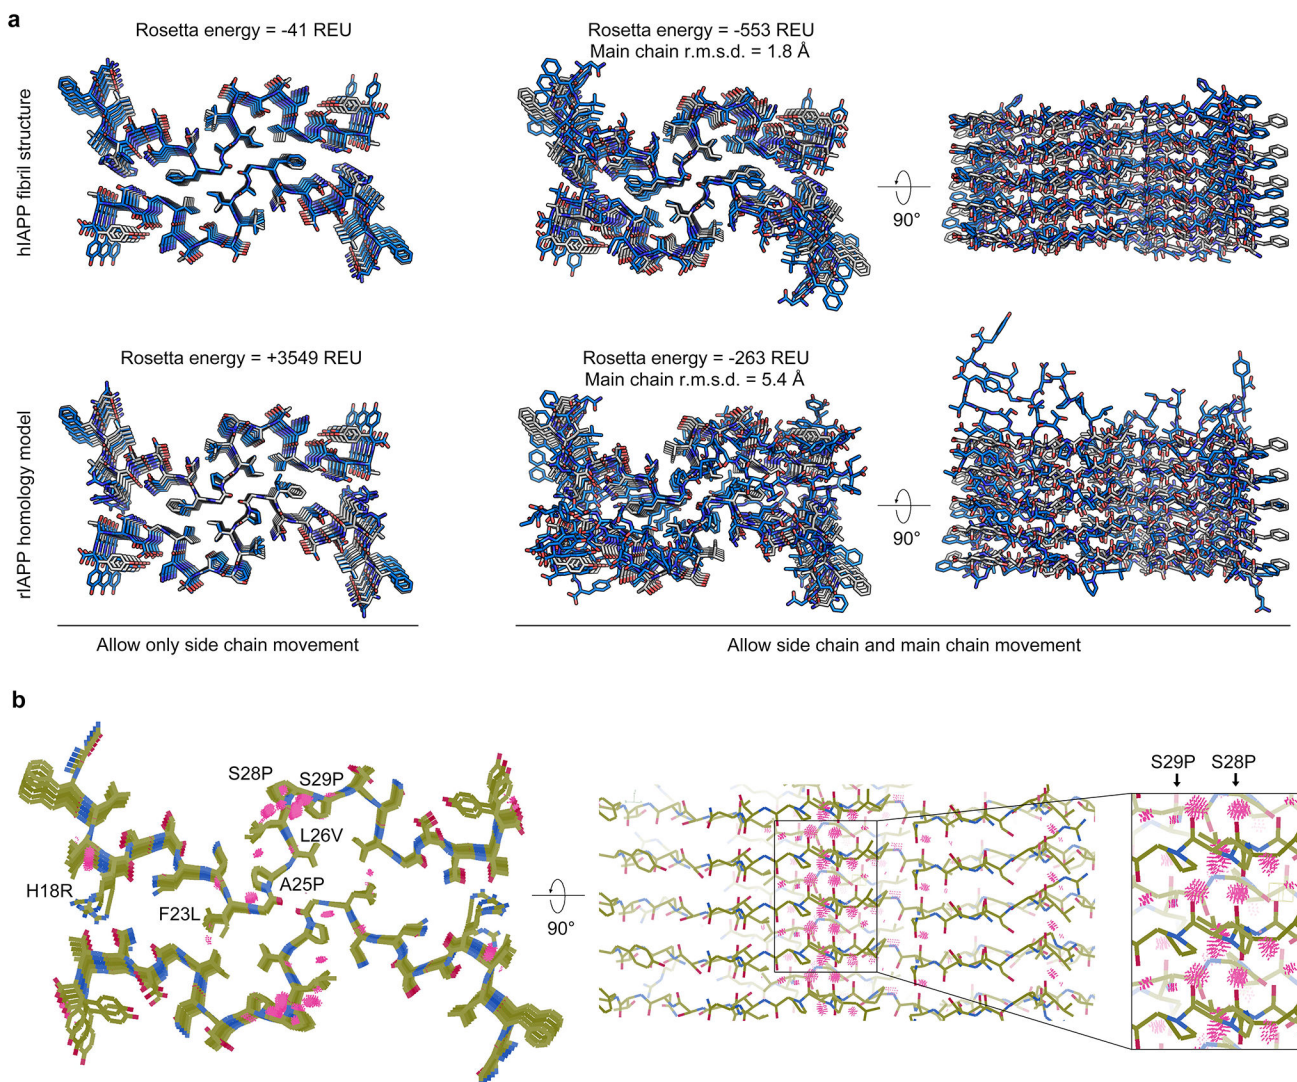 a
Rosetta energy = -41 REU
Rosetta energy = -553 REU
Main chain r.m.s.d. = 1.8 Å
hIAPP fibril structure
90°
Rosetta energy = +3549 REU
Rosetta energy = -263 REU
Main chain r.m.s.d. = 5.4 Å
rIAPP homology model
90°
Allow only side chain movement
Allow side chain and main chain movement
b
S28P
S29P
L26V
A25P
H18R
F23L
90°
S29P
S28P